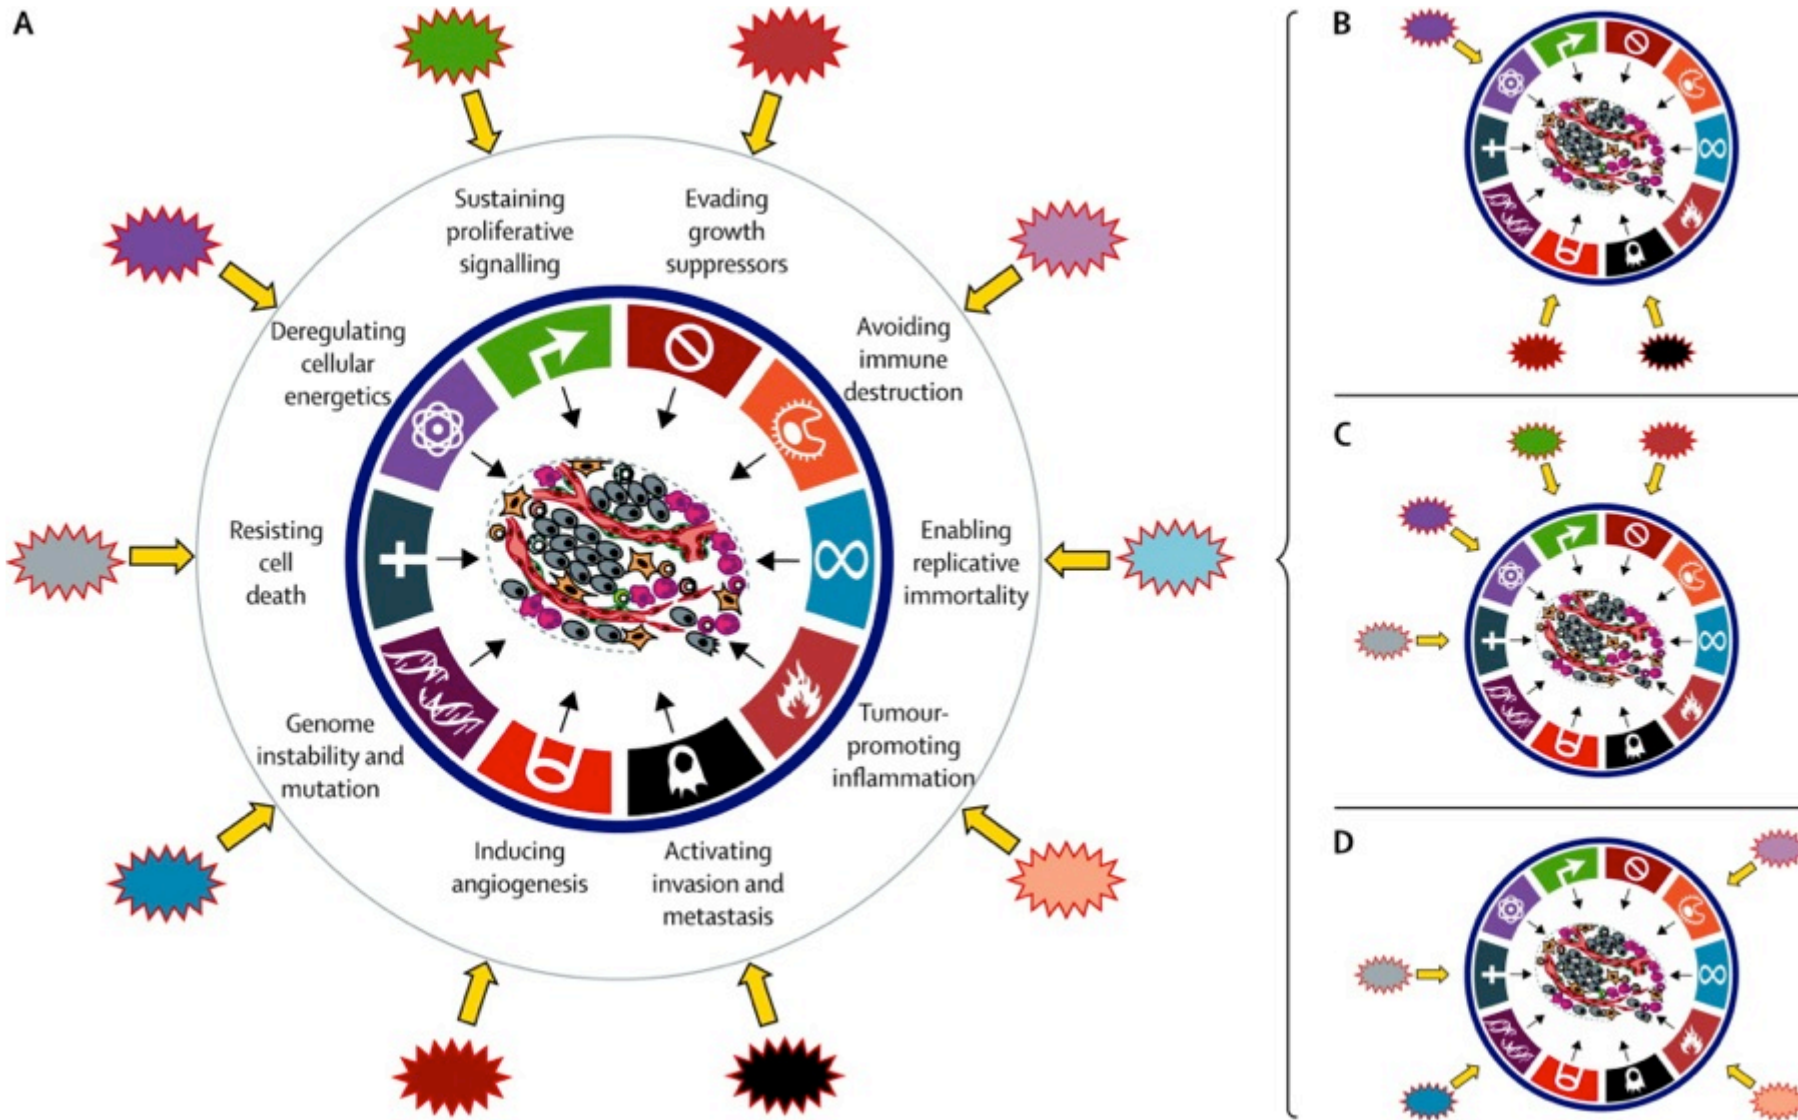 A
Sustaining
proliferative
signalling
Evading
growth
suppressors
Deregulating
cellular
energetics
Avoiding
immune
destruction
Resisting
cell
death
Enabling
replicative
immortality
Genome
instability and
mutation
Tumour-
promoting
inflammation
Inducing
angiogenesis
Activating
invasion and
metastasis
B
C
D